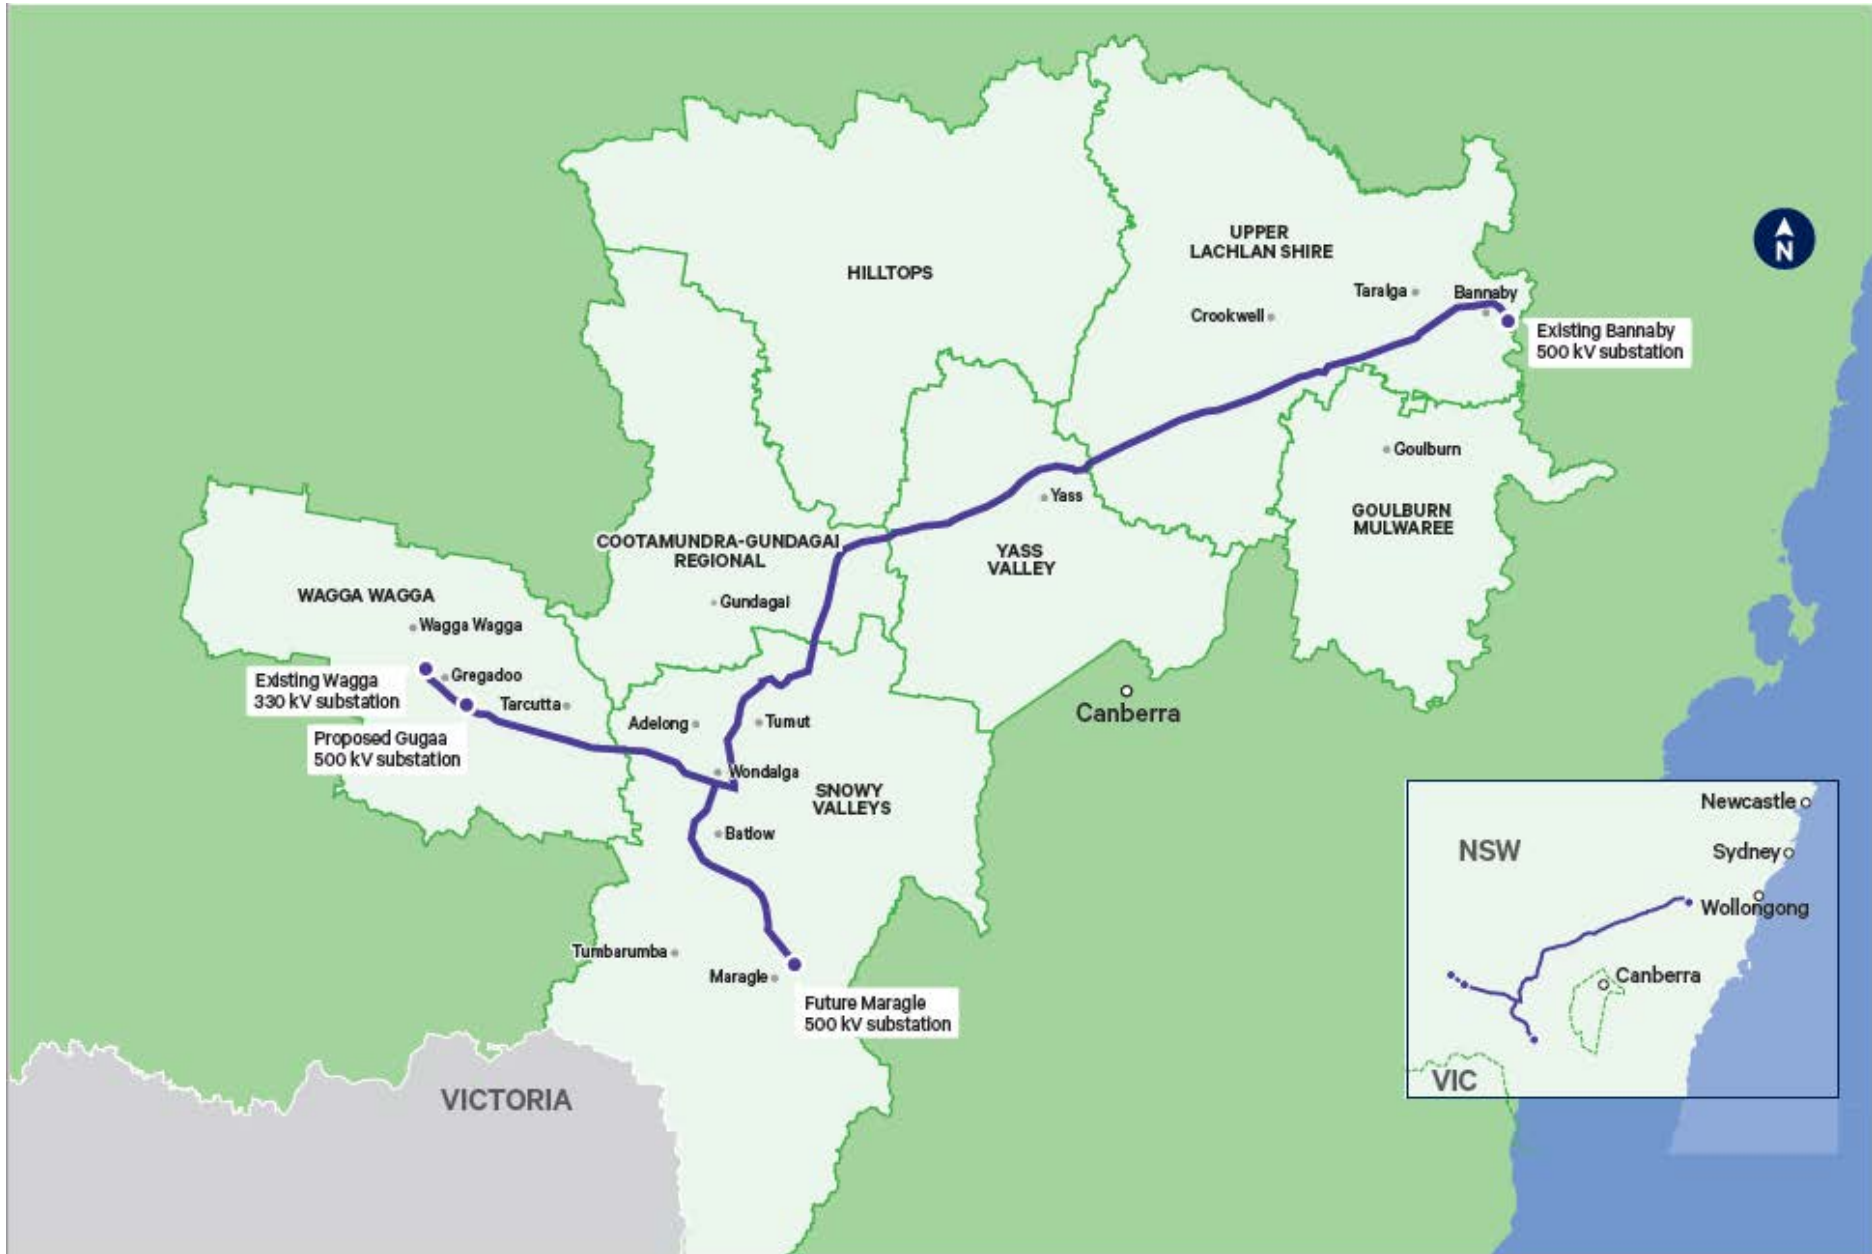 N
UPPER
LACHLAN SHIRE
HILLTOPS
Taralga
Bannaby
Crookwell
Existing Bannaby
500 kV substation
Goulburn
GOULBURN
MULWAREE
Yass
YASS
VALLEY
COOTAMUNDRA-GUNDAGAI
REGIONAL
Gundagai
WAGGA WAGGA
Wagga Wagga
Gregadoo
Existing Wagga
330 kV substation
Tarcutta
Proposed Gugaa
500 kV substation
Adelong
Tumut
Wondalga
SNOWY
VALLEYS
Batlow
Canberra
Tumbarumba
Maragle
Future Maragle
500 kV substation
VICTORIA
Newcastle
NSW
Sydney
Wollongong
Canberra
VIC